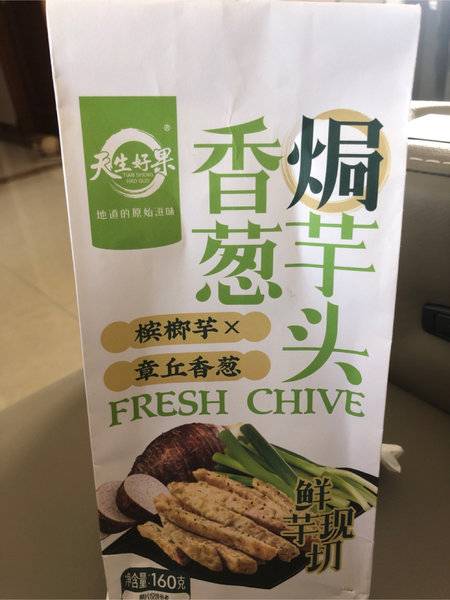 天生好果®
TIAN SHENG
HAO GUO
地道的原始滋味
香葱
焗芋头
槟榔芋×
章丘香葱
FRESH CHIVE
鲜芋
现切
净含量:160克